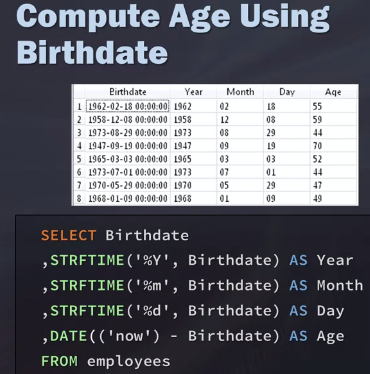 Compute Age Using
Birthdate
Birthdate Year Month Day Age
1 1962-02-18 00:00:00 1962 02 18 55
2 1958-12-08 00:00:00 1958 12 08 59
3 1973-08-29 00:00:00 1973 08 29 44
4 1947-09-19 00:00:00 1947 09 19 70
5 1965-03-03 00:00:00 1965 03 03 52
6 1973-07-01 00:00:00 1973 07 01 44
7 1970-05-29 00:00:00 1970 05 29 47
8 1968-01-09 00:00:00 1968 01 09 49
SELECT Birthdate
,STRFTIME('%Y', Birthdate) AS Year
,STRFTIME('%m', Birthdate) AS Month
,STRFTIME('%d', Birthdate) AS Day
,DATE(('now') - Birthdate) AS Age
FROM employees